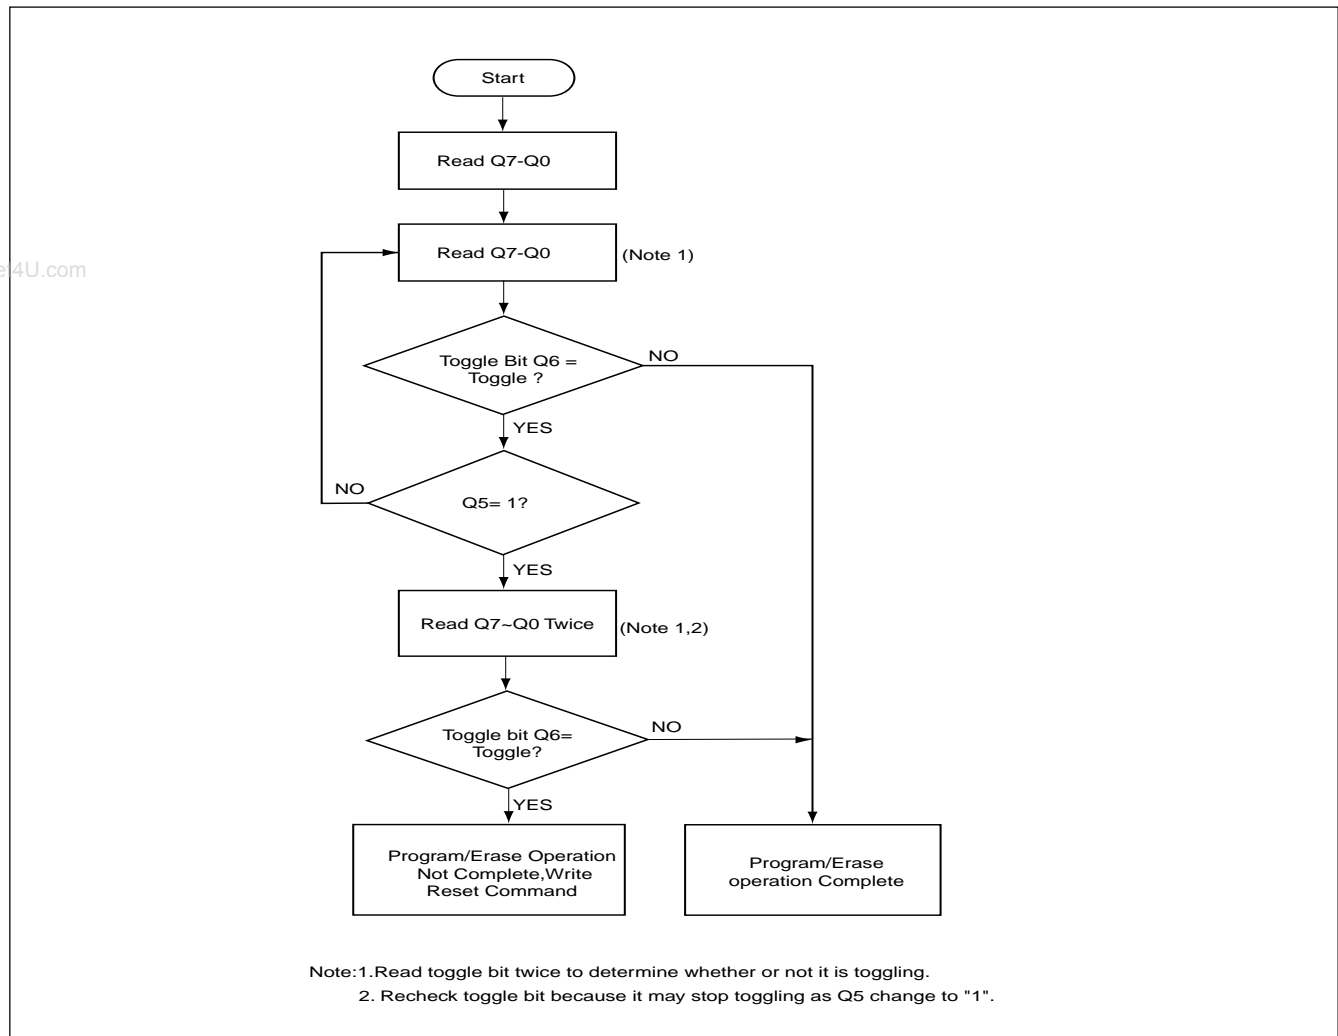 Start
Read Q7-Q0
et4U.com
Read Q7-Q0
(Note 1)
Toggle Bit Q6 =
Toggle ?
NO
YES
NO
Q5= 1?
YES
Read Q7~Q0 Twice
(Note 1,2)
Toggle bit Q6=
Toggle?
NO
YES
Program/Erase Operation
Not Complete,Write
Reset Command
Program/Erase
operation Complete
Note:1.Read toggle bit twice to determine whether or not it is toggling.
2. Recheck toggle bit because it may stop toggling as Q5 change to "1".